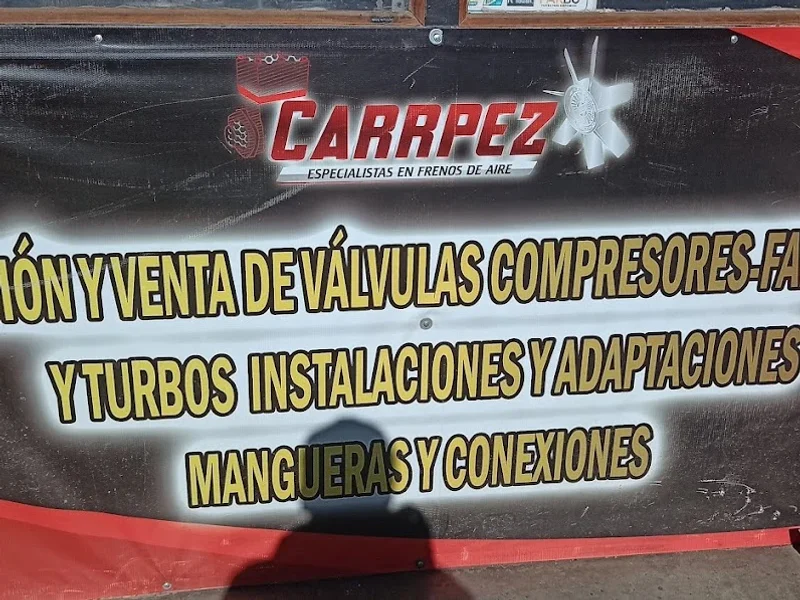 CARRPEZ
ESPECIALISTAS EN FRENOS DE AIRE
IÓN Y VENTA DE VÁLVULAS COMPRESORES-FA
Y TURBOS INSTALACIONES Y ADAPTACIONES
MANGUERAS Y CONEXIONES